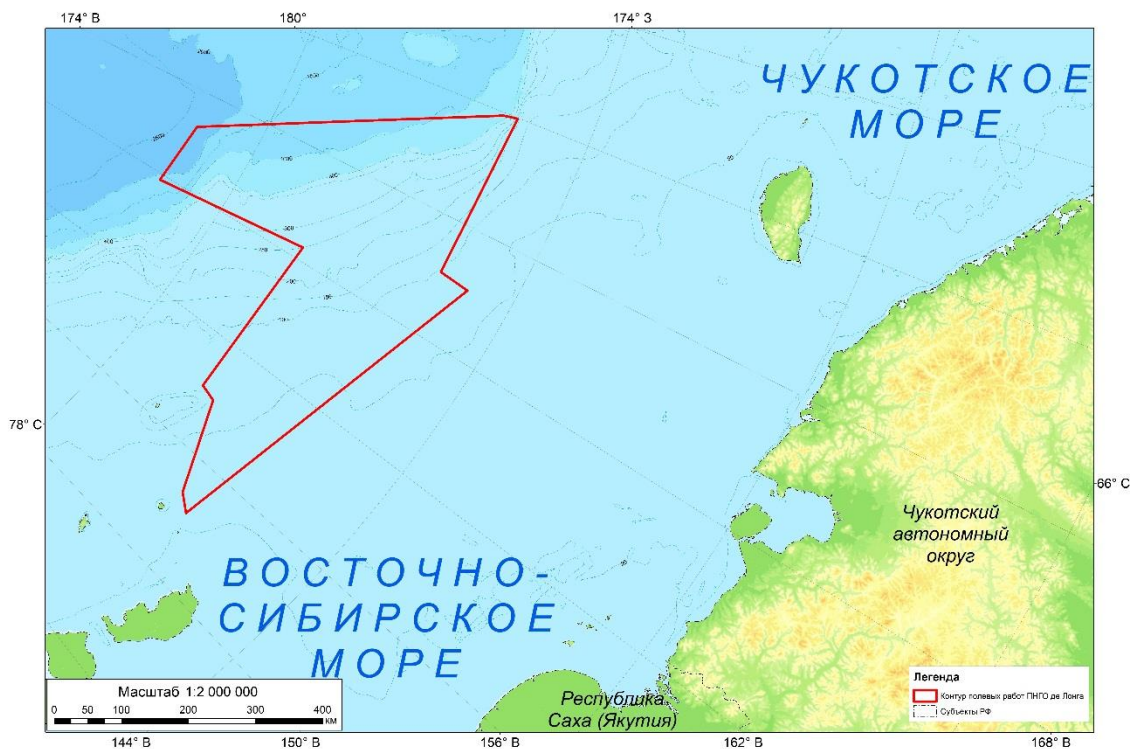 174° В
180°
174° З
ЧУКОТСКОЕ
МОРЕ
78° С
66° С
Чукотский
автономный
округ
ВОСТОЧНО-
СИБИРСКОЕ
МОРЕ
Республика
Саха (Якутия)
Масштаб 1:2 000 000
0 50 100 200 300 400
КМ
Легенда
Контур полевых работ ПНГО де Лонга
Субъекты РФ
144° В
150° В
156° В
162° В
168° В